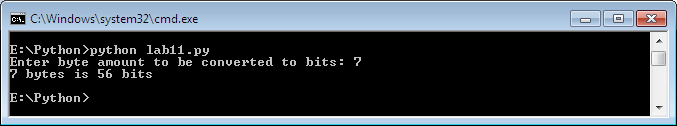 C:\Windows\system32\cmd.exe
E:\Python>python lab11.py
Enter byte amount to be converted to bits: 7
7 bytes is 56 bits
E:\Python>